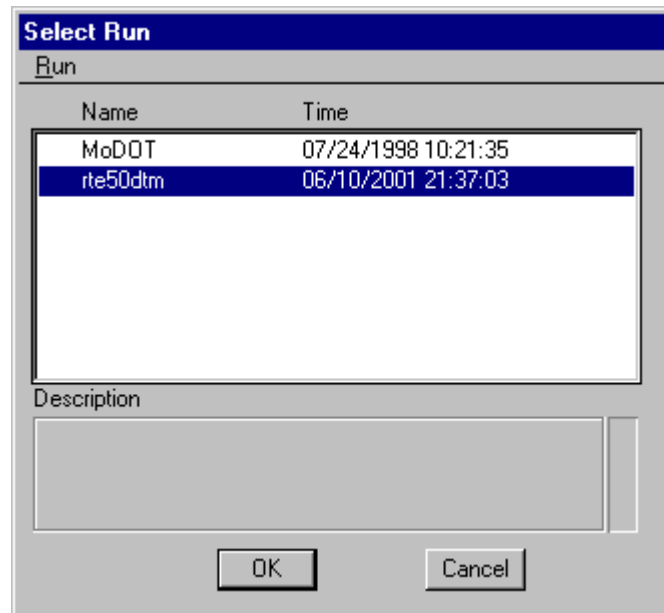 Select Run
Run
Name Time
MoDOT 07/24/1998 10:21:35
rte50dtm 06/10/2001 21:37:03
Description
OK Cancel